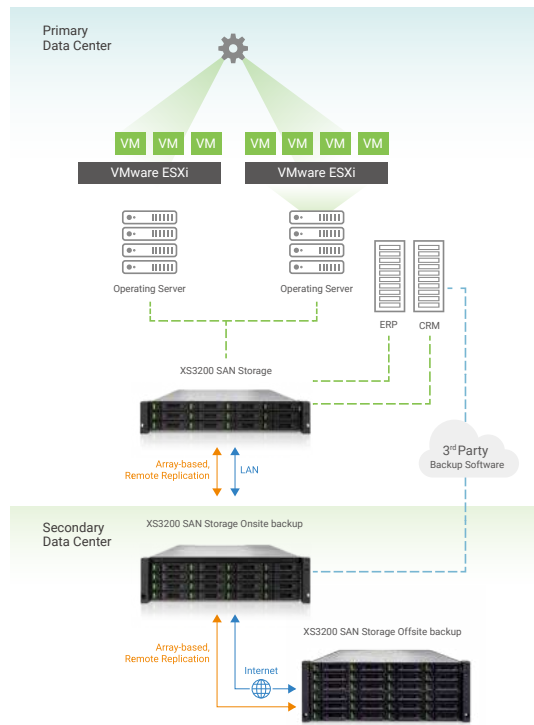 Primary
Data Center
VM VM VM VM VM VM VM
VMware ESXi VMware ESXi
Operating Server Operating Server
ERP CRM
XS3200 SAN Storage
3rd Party
Backup Software
Array-based,
Remote Replication
LAN
Secondary
Data Center
XS3200 SAN Storage Onsite backup
XS3200 SAN Storage Offsite backup
Array-based,
Remote Replication
Internet